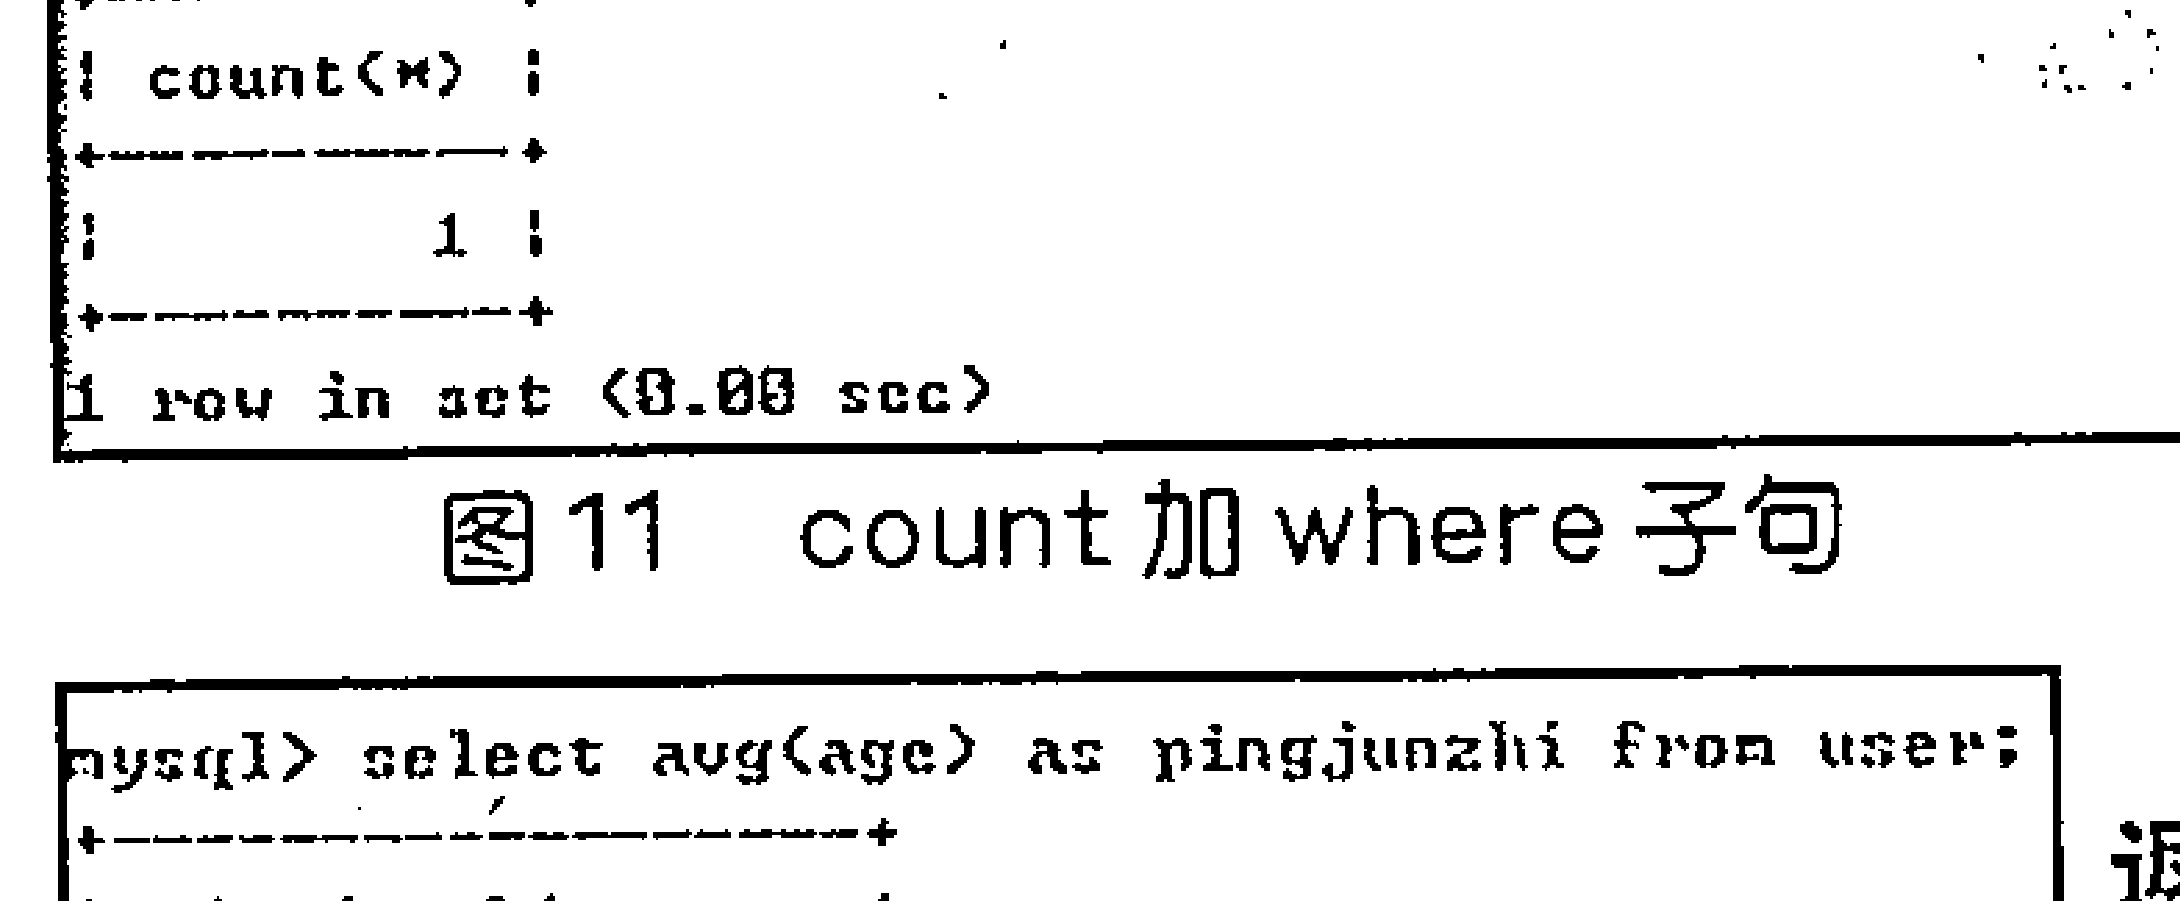 | count(*) |
+----------+
|        1 |
+----------+
1 row in set (0.00 sec)
图11 count加where子句
mysql> select avg(age) as pingjunzhi from user;
+----------------+